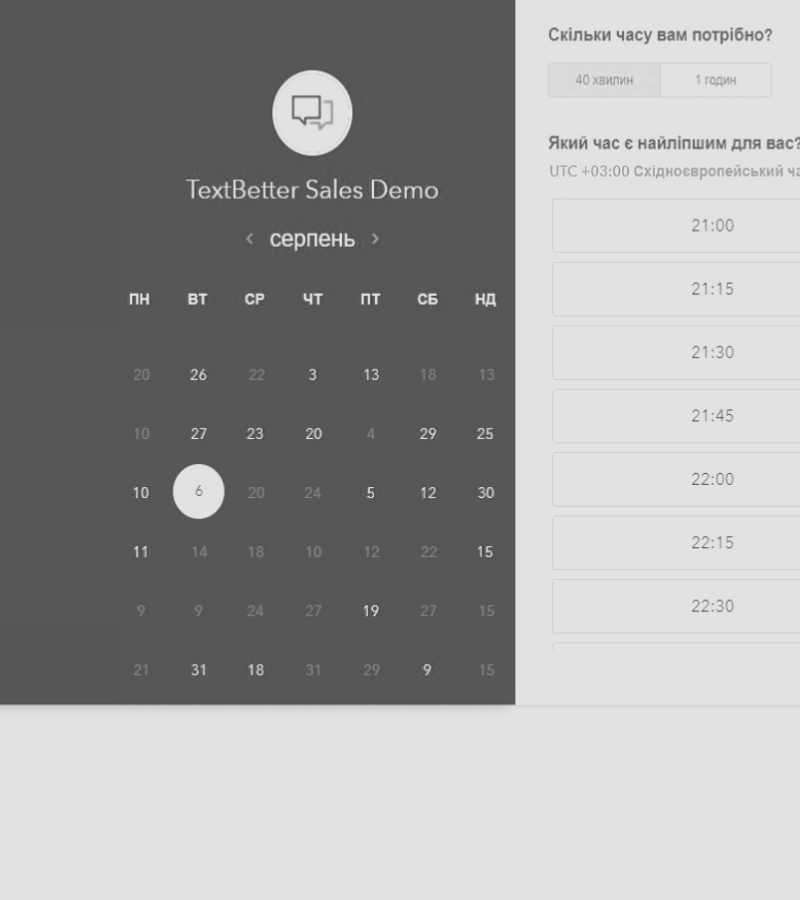 TextBetter Sales Demo
серпень
ПН ВТ СР ЧТ ПТ СБ НД
20 26 22 3 13 18 13
10 27 23 20 4 29 25
10 6 20 24 5 12 30
11 14 18 10 12 22 15
9 9 24 27 19 27 15
21 31 18 31 29 9 15
Скільки часу вам потрібно?
40 хвилин 1 годин
Який час є найліпшим для вас?
UTC +03:00 Східноєвропейський ча
21:00
21:15
21:30
21:45
22:00
22:15
22:30